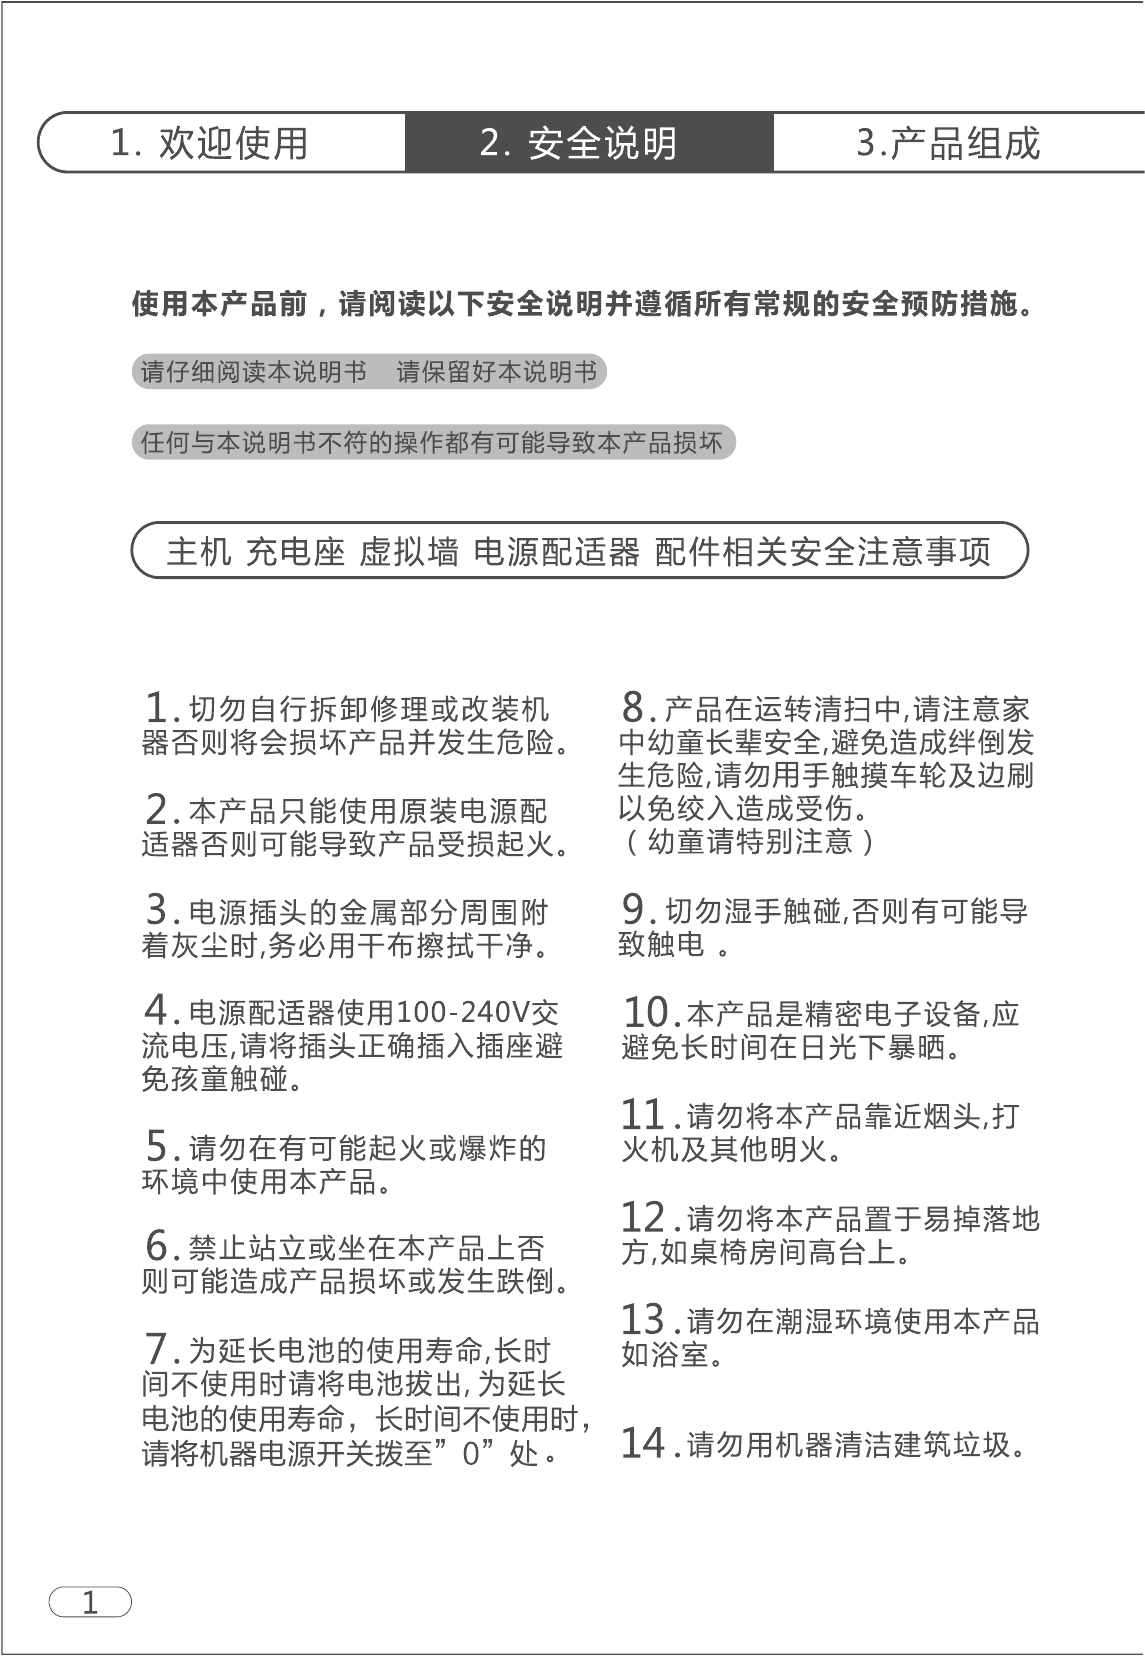 1. 欢迎使用 2. 安全说明 3.产品组成
使用本产品前，请阅读以下安全说明并遵循所有常规的安全预防措施。
请仔细阅读本说明书 请保留好本说明书
任何与本说明书不符的操作都有可能导致本产品损坏
主机 充电座 虚拟墙 电源配适器 配件相关安全注意事项
1.切勿自行拆卸修理或改装机
器否则将会损坏产品并发生危险。
2.本产品只能使用原装电源配
适器否则可能导致产品受损起火。
3.电源插头的金属部分周围附
着灰尘时,务必用干布擦拭干净。
4.电源配适器使用100-240V交
流电压,请将插头正确插入插座避
免孩童触碰。
5.请勿在有可能起火或爆炸的
环境中使用本产品。
6.禁止站立或坐在本产品上否
则可能造成产品损坏或发生跌倒。
7.为延长电池的使用寿命,长时
间不使用时请将电池拔出,为延长
电池的使用寿命，长时间不使用时，
请将机器电源开关拨至”0”处。
8.产品在运转清扫中,请注意家
中幼童长辈安全,避免造成绊倒发
生危险,请勿用手触摸车轮及边刷
以免绞入造成受伤。
（幼童请特别注意）
9.切勿湿手触碰,否则有可能导
致触电 。
10.本产品是精密电子设备,应
避免长时间在日光下暴晒。
11.请勿将本产品靠近烟头,打
火机及其他明火。
12.请勿将本产品置于易掉落地
方,如桌椅房间高台上。
13.请勿在潮湿环境使用本产品
如浴室。
14.请勿用机器清洁建筑垃圾。
1